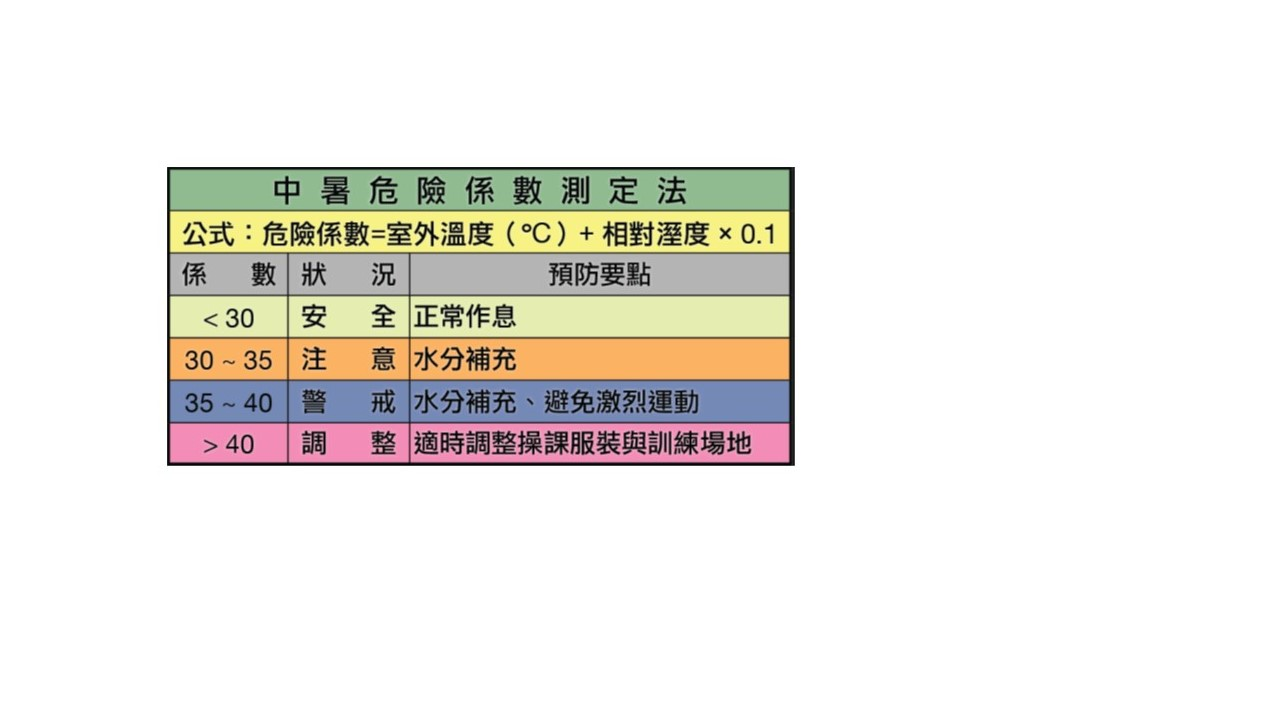 中暑危險係數測定法
公式：危險係數=室外溫度（℃）+ 相對溼度 × 0.1
係數 狀況 預防要點
< 30 安全 正常作息
30 ~ 35 注意 水分補充
35 ~ 40 警戒 水分補充、避免激烈運動
> 40 調整 適時調整操課服裝與訓練場地